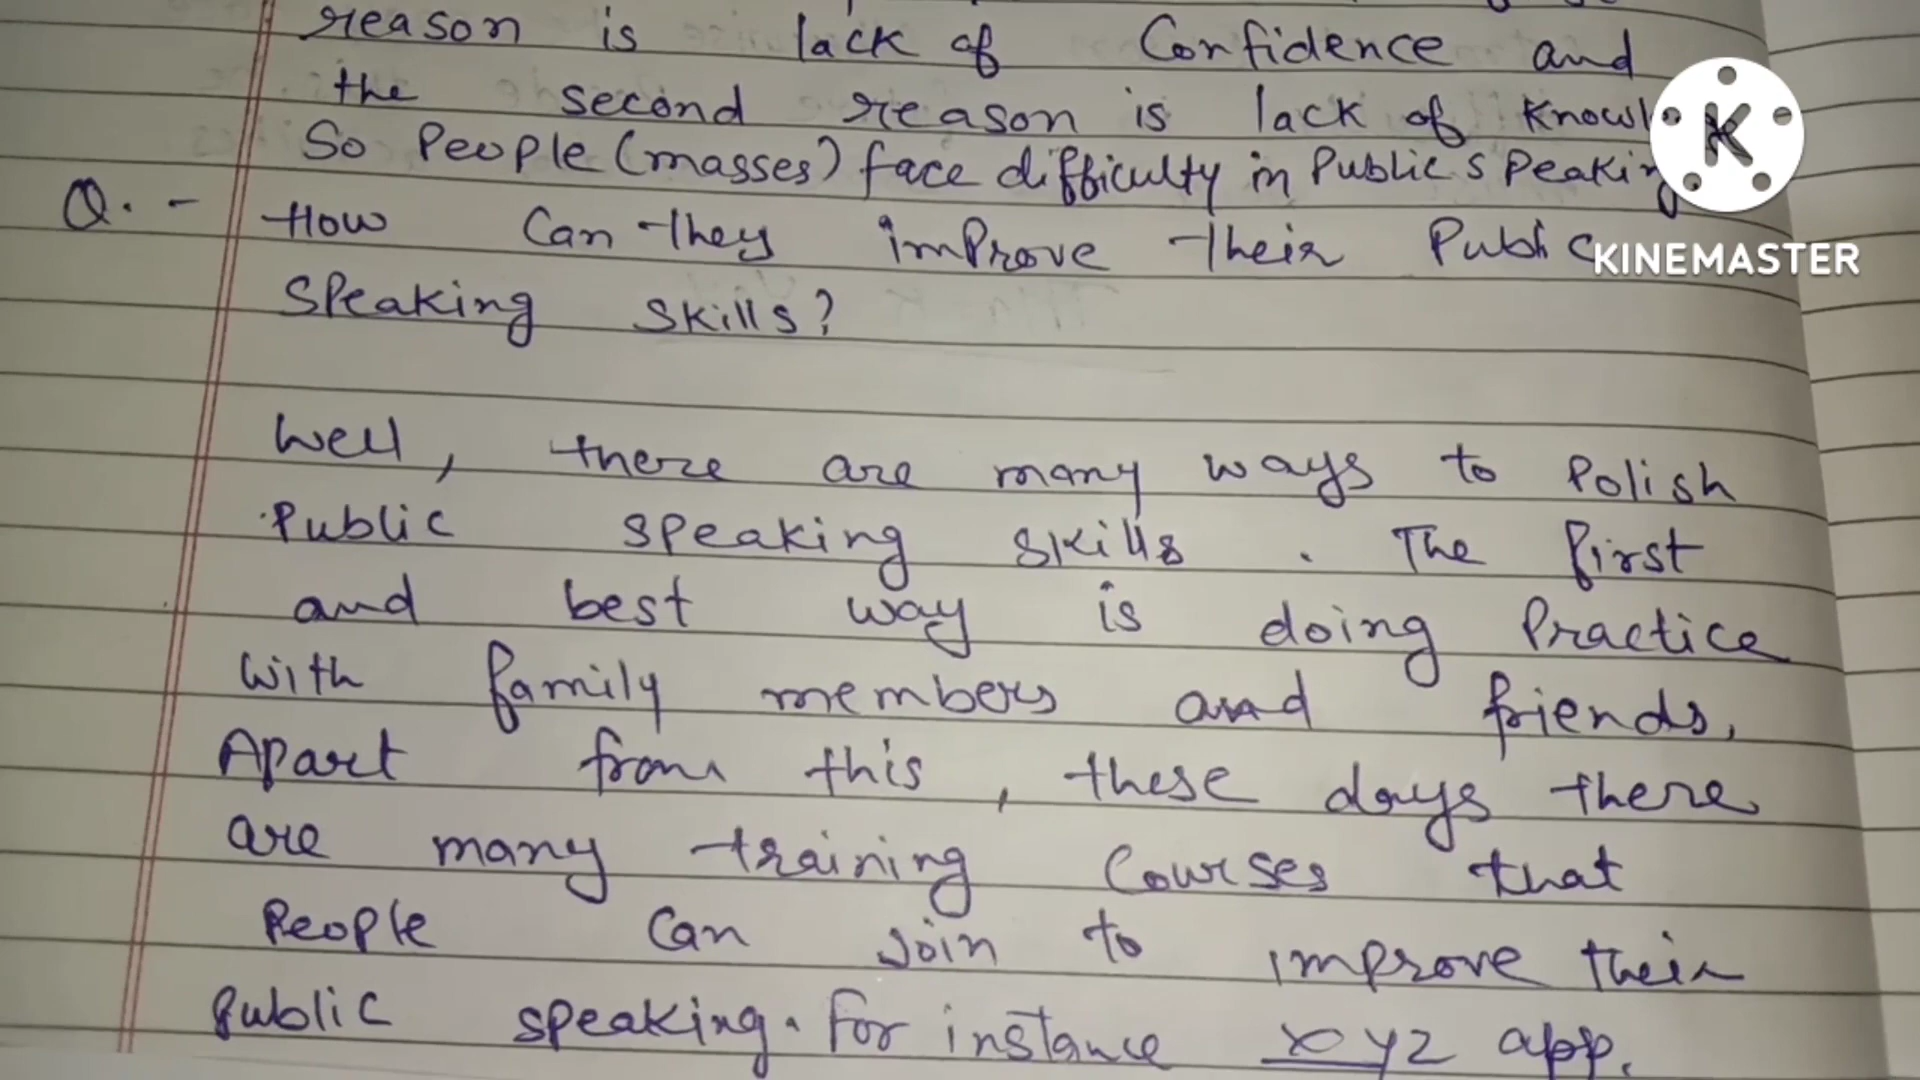 reason is lack of Confidence and
the second reason is lack of
So People (masses) face difficulty in Public speaking
Q. - How can they improve their Public
Speaking skills?
Well, there are many ways to Polish
Public speaking skills. The first
and best way is doing Practice
with family members and friends.
Apart from this, these days there
are many training Courses that
People can join to improve their
public speaking. For instance xyz app.
K
KINEMASTER